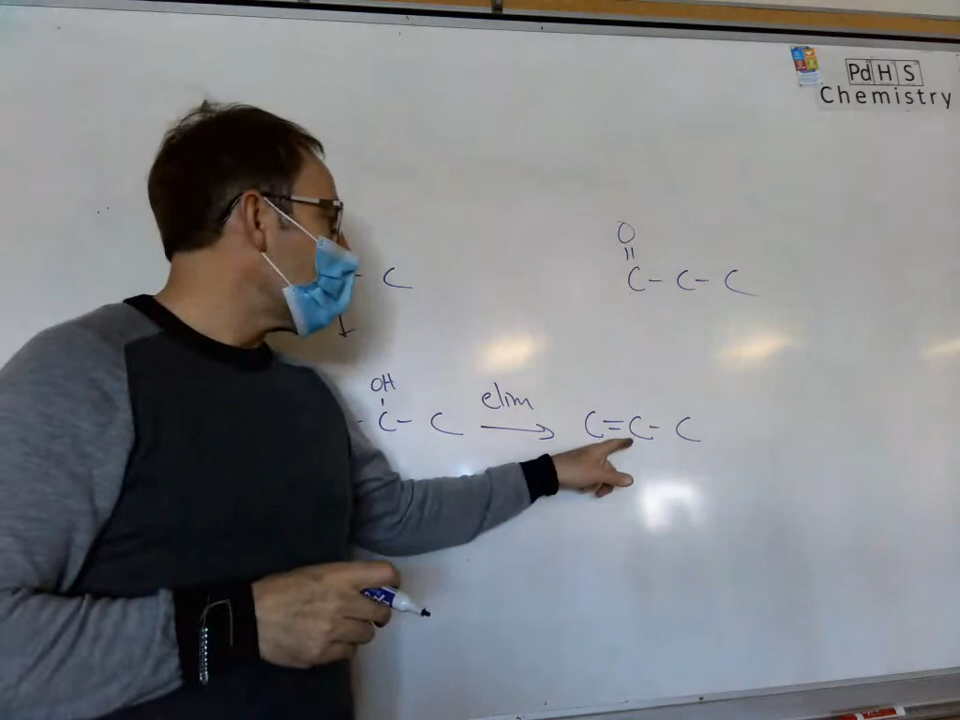 Pd H S
Chemistry
O
||
- C
C - C - C
OH
'
elim
- C - C → C = C - C